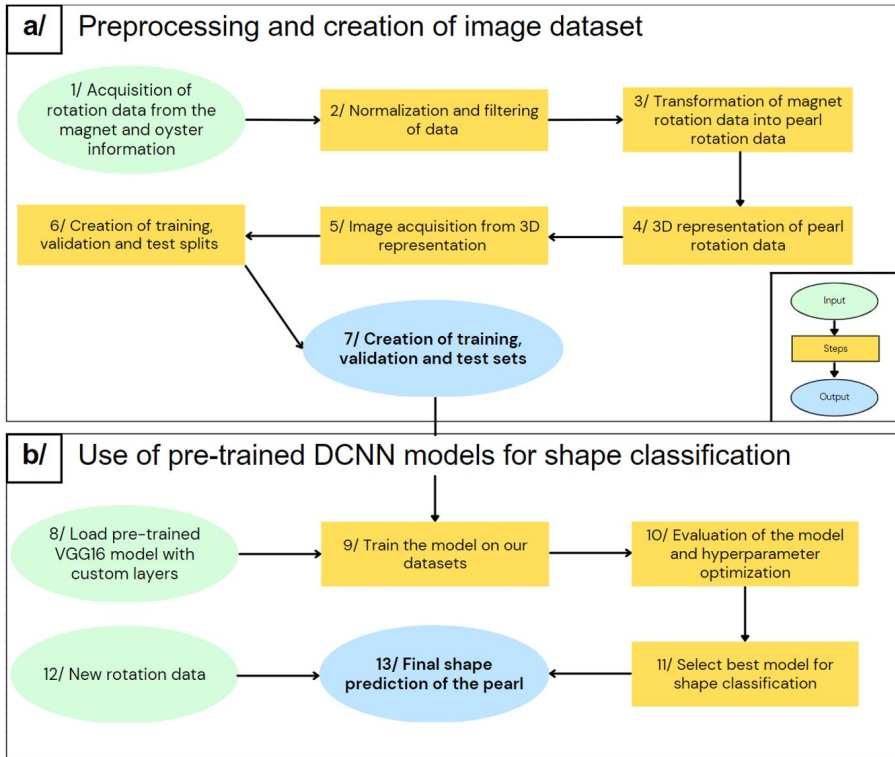 a/ Preprocessing and creation of image dataset
1/ Acquisition of
rotation data from the
magnet and oyster
information
2/ Normalization and filtering
of data
3/ Transformation of magnet
rotation data into pearl
rotation data
6/ Creation of training,
validation and test splits
5/ Image acquisition from 3D
representation
4/ 3D representation of pearl
rotation data
7/ Creation of training,
validation and test sets
Input
Steps
Output
b/ Use of pre-trained DCNN models for shape classification
8/ Load pre-trained
VGG16 model with
custom layers
9/ Train the model on our
datasets
10/ Evaluation of the model
and hyperparameter
optimization
12/ New rotation data
13/ Final shape
prediction of the pearl
11/ Select best model for
shape classification